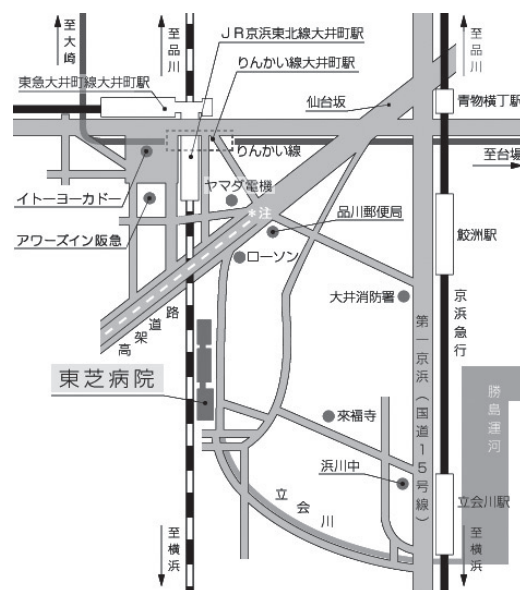 至大崎
至品川
JR京浜東北線大井町駅
りんかい線大井町駅
至品川
東急大井町線大井町駅
仙台坂
青物横丁駅
りんかい線
至台場
イトーヨーカドー
ヤマダ電機
*注
品川郵便局
アワーズイン阪急
鮫洲駅
ローソン
大井消防署
高架道路
京浜急行
第一京浜（国道15号線）
東芝病院
勝島運河
來福寺
浜川中
立会川
立会川駅
至横浜
至横浜